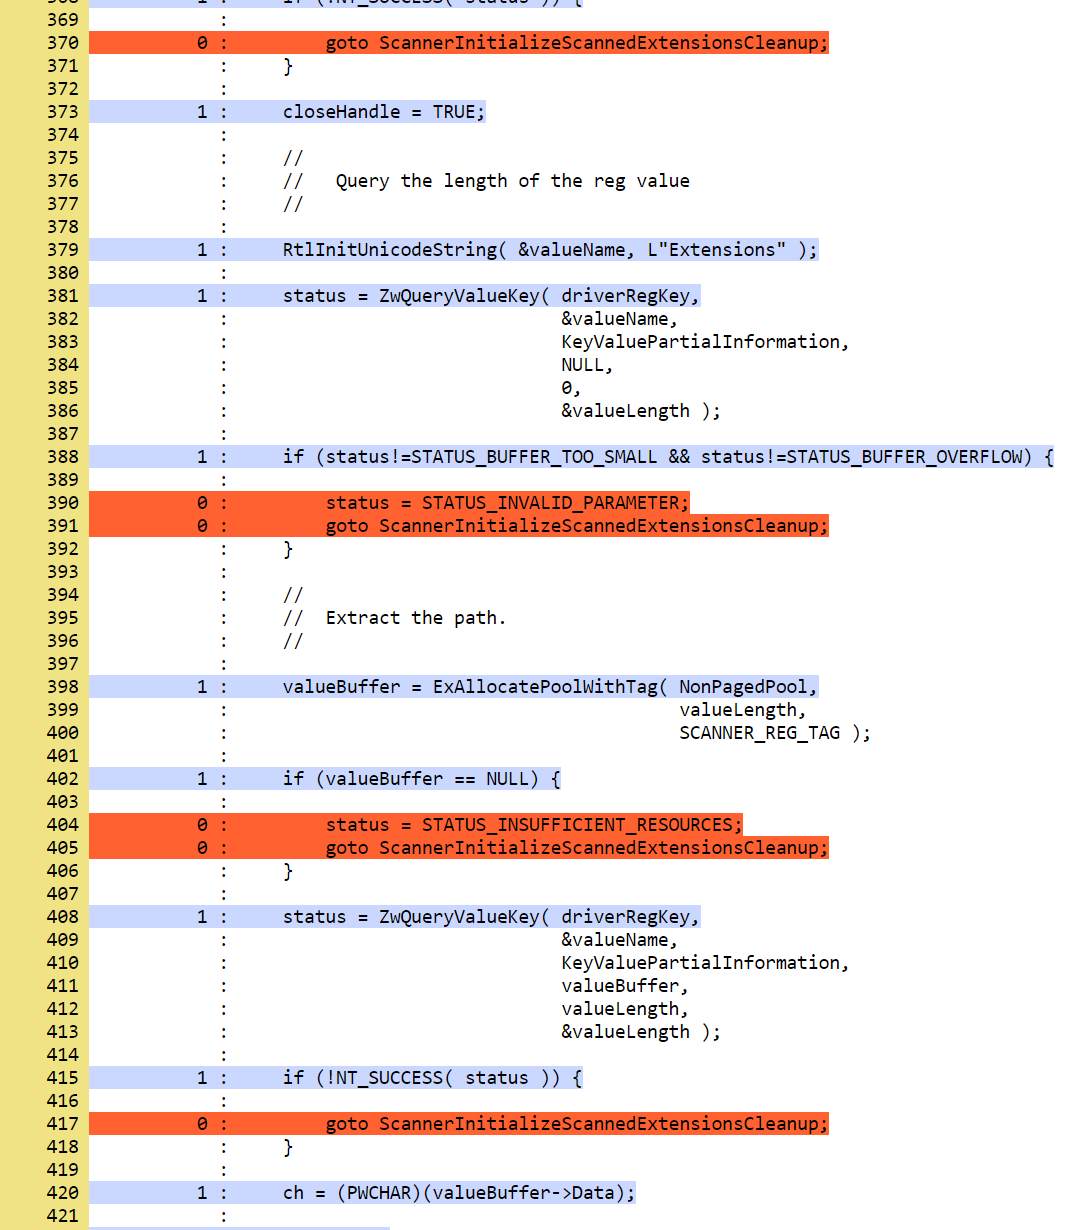 368 1 : if (!NT_SUCCESS( status )) {
369 :
370 0 : goto ScannerInitializeScannedExtensionsCleanup;
371 : }
372 :
373 1 : closeHandle = TRUE;
374 :
375 : //
376 : // Query the length of the reg value
377 : //
378 :
379 1 : RtlInitUnicodeString( &valueName, L"Extensions" );
380 :
381 1 : status = ZwQueryValueKey( driverRegKey,
382 : &valueName,
383 : KeyValuePartialInformation,
384 : NULL,
385 : 0,
386 : &valueLength );
387 :
388 1 : if (status!=STATUS_BUFFER_TOO_SMALL && status!=STATUS_BUFFER_OVERFLOW) {
389 :
390 0 : status = STATUS_INVALID_PARAMETER;
391 0 : goto ScannerInitializeScannedExtensionsCleanup;
392 : }
393 :
394 : //
395 : // Extract the path.
396 : //
397 :
398 1 : valueBuffer = ExAllocatePoolWithTag( NonPagedPool,
399 : valueLength,
400 : SCANNER_REG_TAG );
401 :
402 1 : if (valueBuffer == NULL) {
403 :
404 0 : status = STATUS_INSUFFICIENT_RESOURCES;
405 0 : goto ScannerInitializeScannedExtensionsCleanup;
406 : }
407 :
408 1 : status = ZwQueryValueKey( driverRegKey,
409 : &valueName,
410 : KeyValuePartialInformation,
411 : valueBuffer,
412 : valueLength,
413 : &valueLength );
414 :
415 1 : if (!NT_SUCCESS( status )) {
416 :
417 0 : goto ScannerInitializeScannedExtensionsCleanup;
418 : }
419 :
420 1 : ch = (PWCHAR)(valueBuffer->Data);
421 :